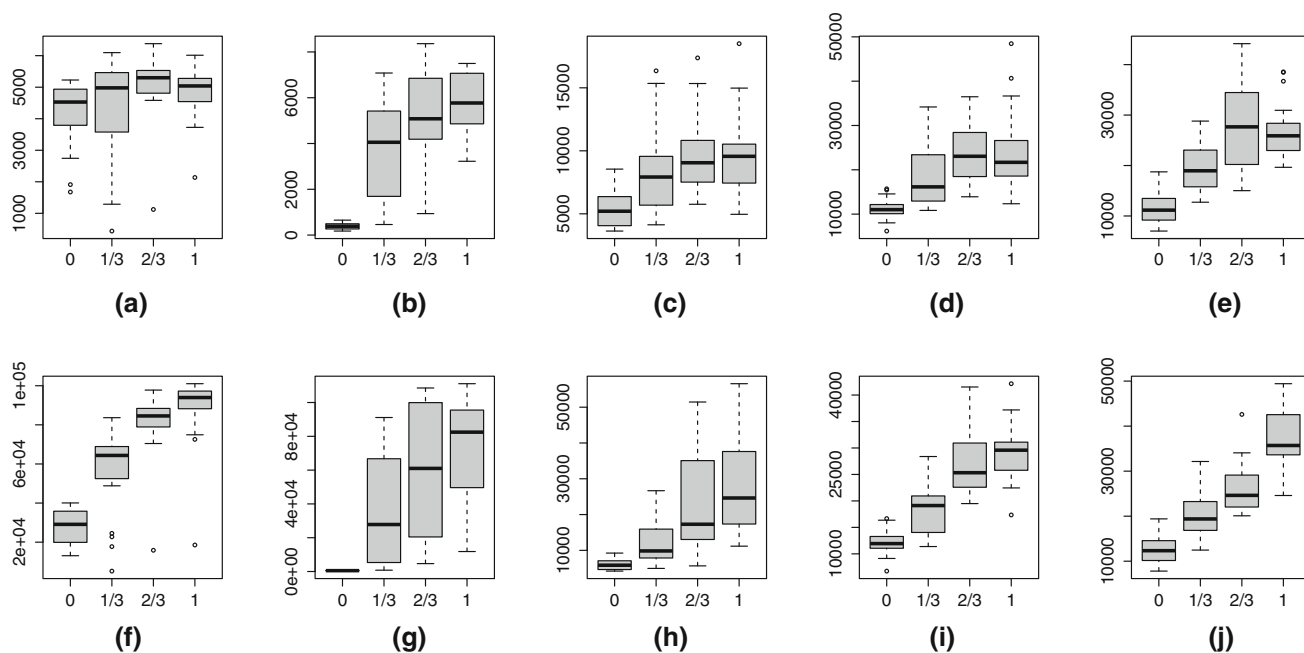 1000 3000 5000
0 1/3 2/3 1
(a)
0 2000 6000
0 1/3 2/3 1
(b)
5000 10000 15000
0 1/3 2/3 1
(c)
10000 30000 50000
0 1/3 2/3 1
(d)
10000 30000
0 1/3 2/3 1
(e)
2e+04 6e+04 1e+05
0 1/3 2/3 1
(f)
0e+00 4e+04 8e+04
0 1/3 2/3 1
(g)
10000 30000 50000
0 1/3 2/3 1
(h)
10000 25000 40000
0 1/3 2/3 1
(i)
10000 30000 50000
0 1/3 2/3 1
(j)